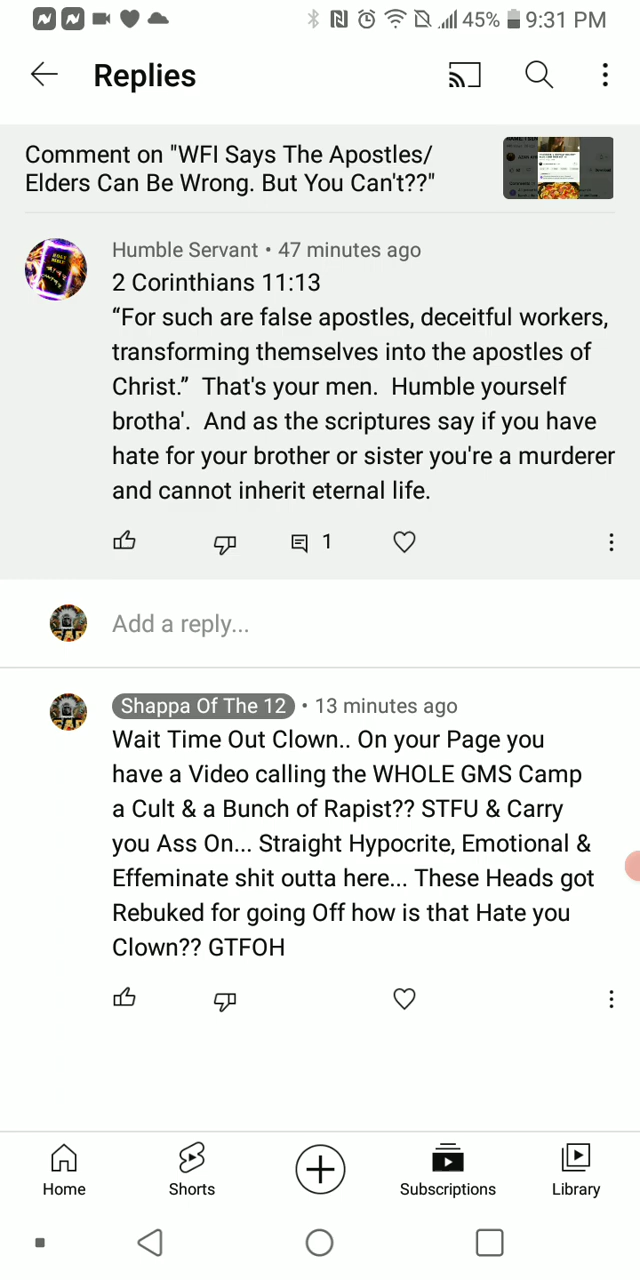 45% 9:31 PM
Replies
Comment on "WFI Says The Apostles/
Elders Can Be Wrong. But You Can't??"
Humble Servant • 47 minutes ago
2 Corinthians 11:13
“For such are false apostles, deceitful workers,
transforming themselves into the apostles of
Christ.”  That's your men.  Humble yourself
brotha'.  And as the scriptures say if you have
hate for your brother or sister you're a murderer
and cannot inherit eternal life.
1
Add a reply...
Shappa Of The 12 • 13 minutes ago
Wait Time Out Clown.. On your Page you
have a Video calling the WHOLE GMS Camp
a Cult & a Bunch of Rapist?? STFU & Carry
you Ass On... Straight Hypocrite, Emotional &
Effeminate shit outta here... These Heads got
Rebuked for going Off how is that Hate you
Clown?? GTFOH
Home Shorts Subscriptions Library